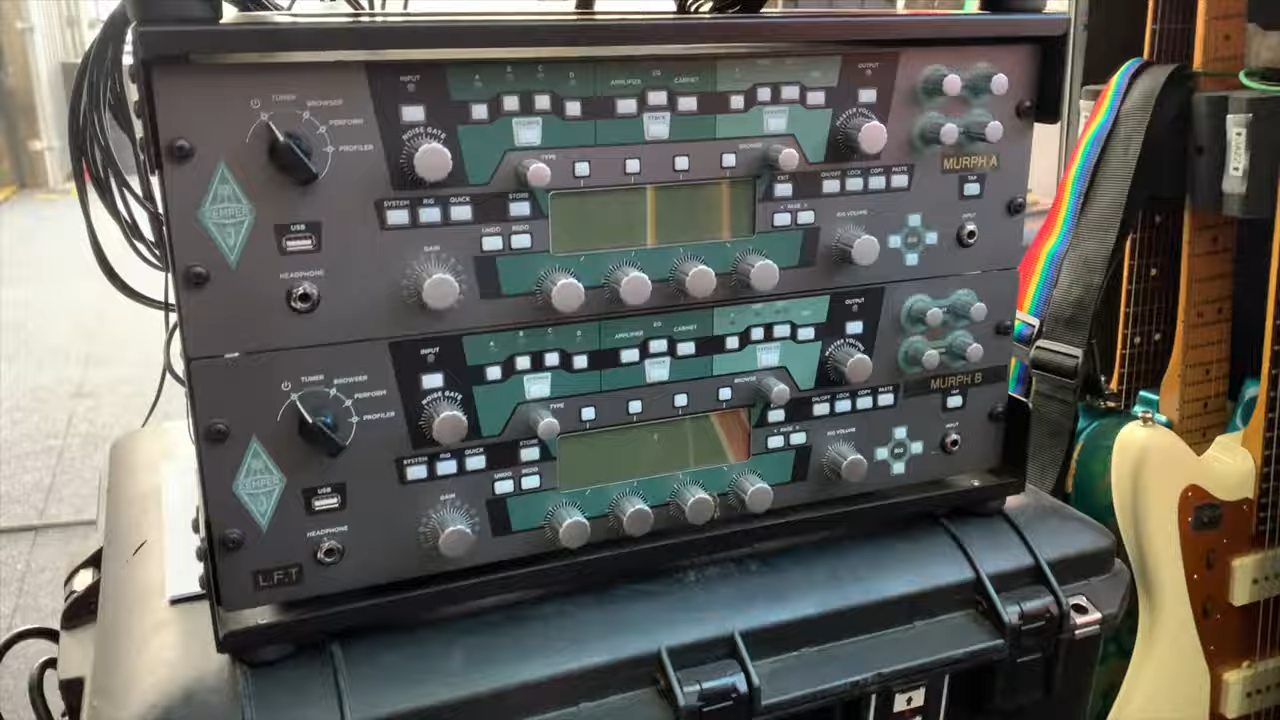 INPUT
OUTPUT
TUNER
BROWSER
PERFORM
PROFILER
A B C D
AMPLIFIER EQ CABINET
NOISE GATE
STOMPS
STACK
EFFECTS
MASTER VOLUME
TYPE
BROWSE
MURPH A
EXIT
ON/OFF LOCK COPY PASTE
TAP
KEMPER
SYSTEM RIG QUICK
STORE
< PAGE >
USB
UNDO REDO
RIG VOLUME
RIG
INPUT
GAIN
HEADPHONE
INPUT
OUTPUT
TUNER
BROWSER
PERFORM
PROFILER
A B C D
AMPLIFIER EQ CABINET
NOISE GATE
STOMPS
STACK
EFFECTS
MASTER VOLUME
TYPE
BROWSE
MURPH B
ON/OFF LOCK COPY PASTE
TAP
KEMPER
SYSTEM RIG QUICK
STORE
< PAGE >
USB
UNDO REDO
RIG VOLUME
RIG
INPUT
GAIN
HEADPHONE
L.F.T